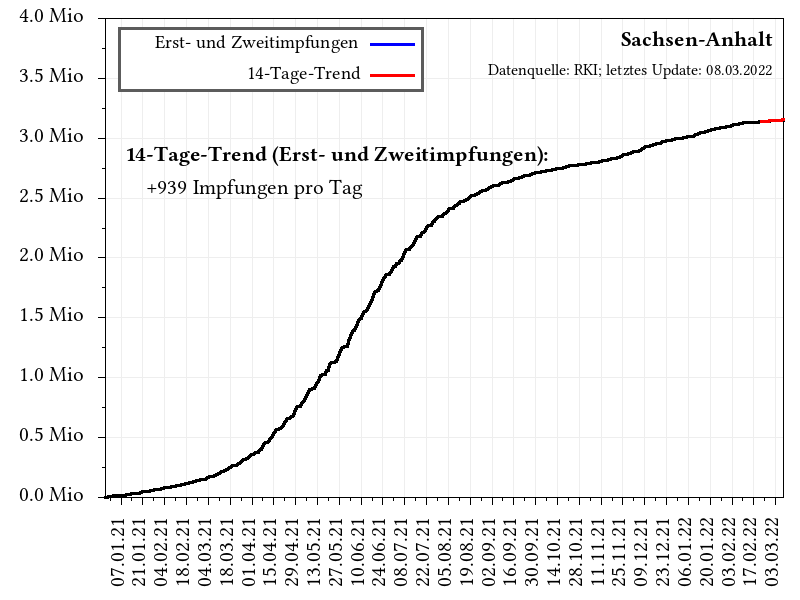 4.0 Mio
3.5 Mio
3.0 Mio
2.5 Mio
2.0 Mio
1.5 Mio
1.0 Mio
0.5 Mio
0.0 Mio
Erst- und Zweitimpfungen
14-Tage-Trend
Sachsen-Anhalt
Datenquelle: RKI; letztes Update: 08.03.2022
14-Tage-Trend (Erst- und Zweitimpfungen):
+939 Impfungen pro Tag
07.01.21
21.01.21
04.02.21
18.02.21
04.03.21
18.03.21
01.04.21
15.04.21
29.04.21
13.05.21
27.05.21
10.06.21
24.06.21
08.07.21
22.07.21
05.08.21
19.08.21
02.09.21
16.09.21
30.09.21
14.10.21
28.10.21
11.11.21
25.11.21
09.12.21
23.12.21
06.01.22
20.01.22
03.02.22
17.02.22
03.03.22